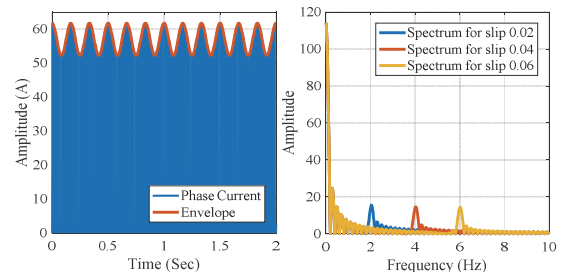 60
50
40
30
20
10
0
Amplitude (A)
Phase Current
Envelope
0
0.5
1
1.5
2
Time (Sec)
120
100
80
60
40
20
0
Amplitude
Spectrum for slip 0.02
Spectrum for slip 0.04
Spectrum for slip 0.06
0
2
4
6
8
10
Frequency (Hz)